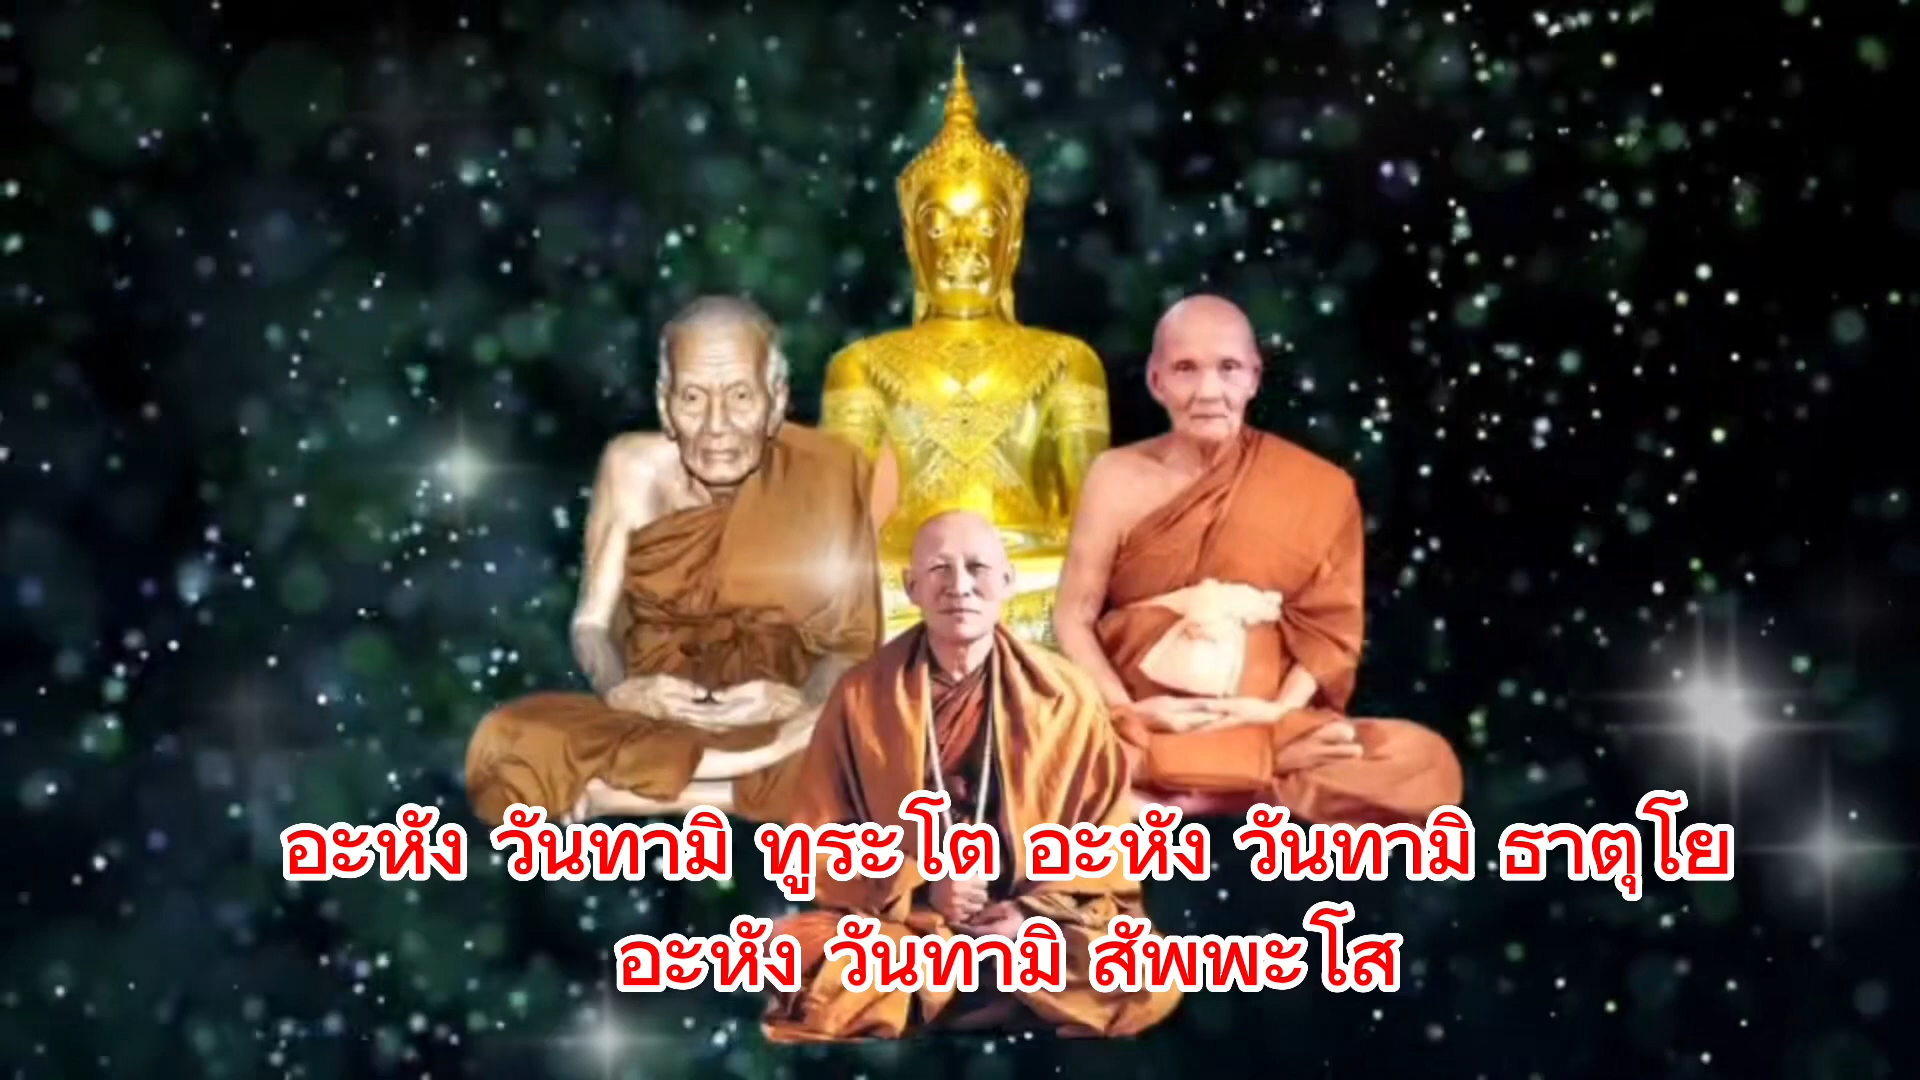 อะหัง วันทามิ ทูระโต อะหัง วันทามิ ธาตุโย
อะหัง วันทามิ สัพพะโส